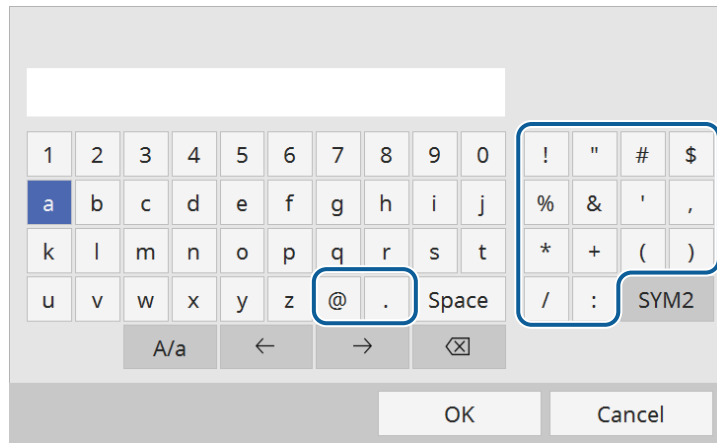 1 2 3 4 5 6 7 8 9 0 ! " # $
a b c d e f g h i j % & ' ,
k l m n o p q r s t * + ( )
u v w x y z @ . Space / : SYM2
A/a ← →
OK Cancel